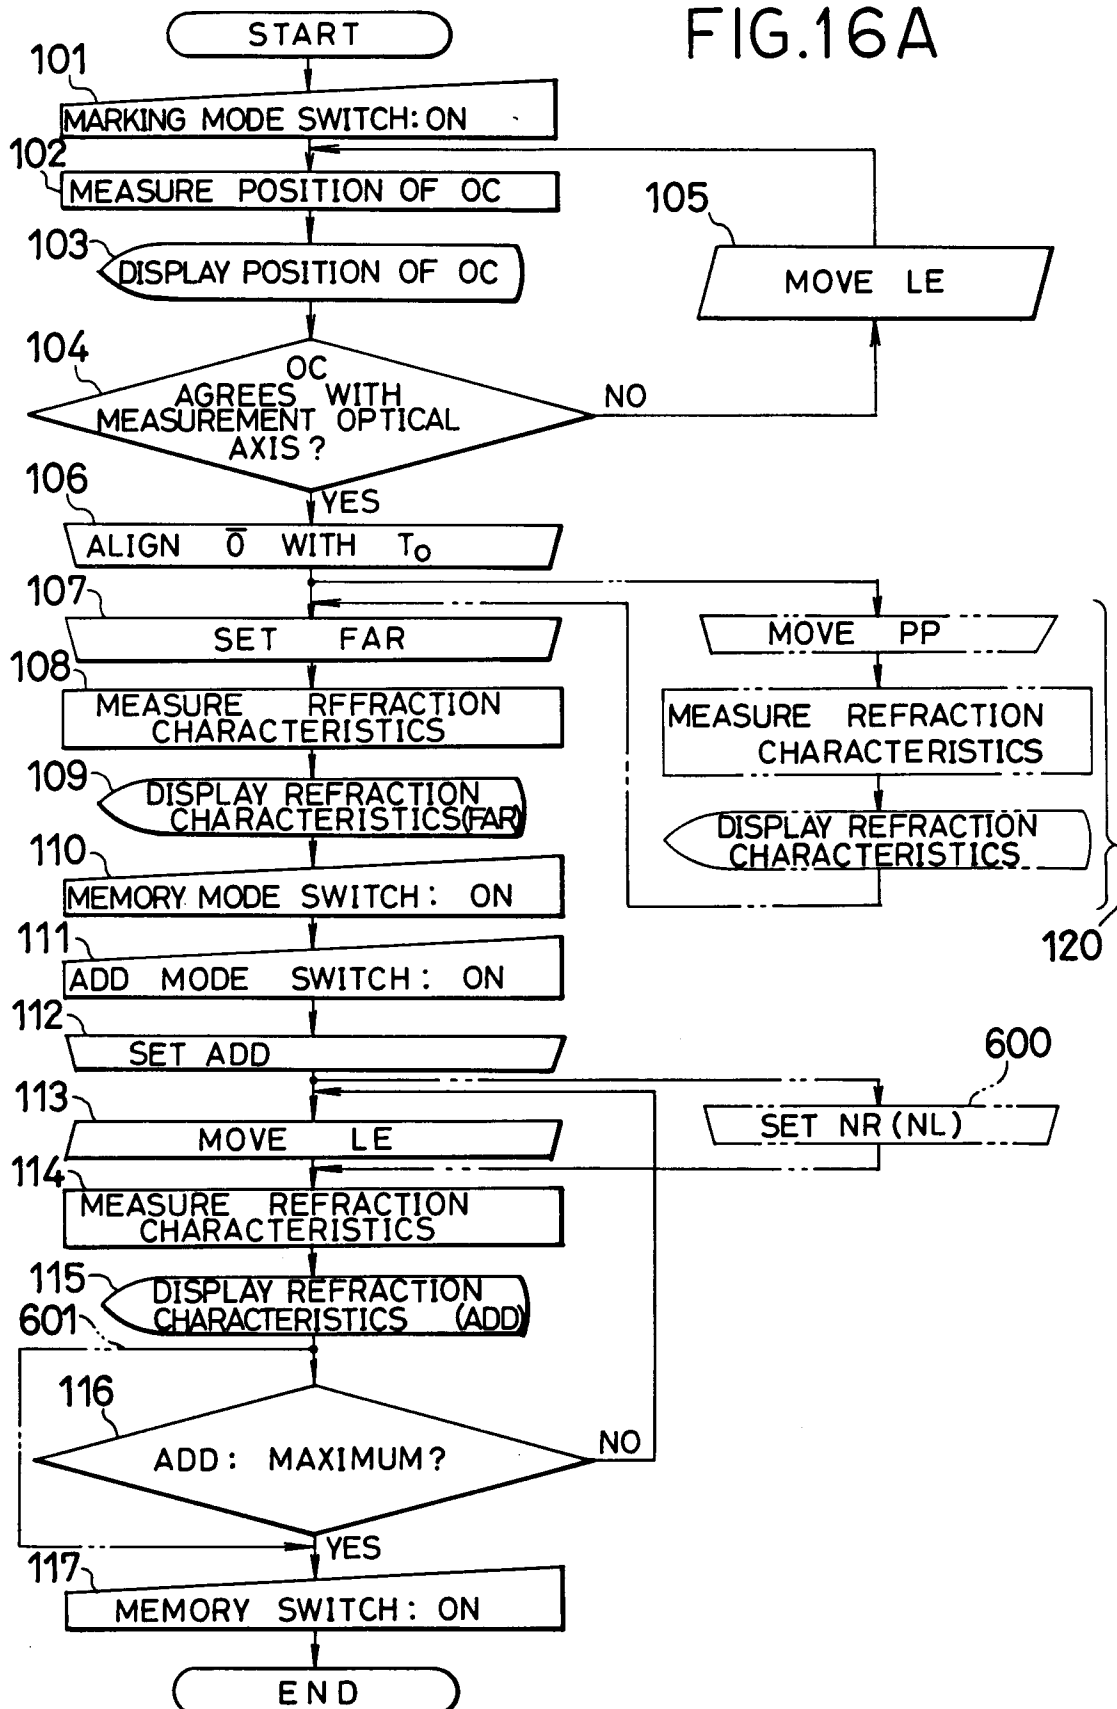 FIG.16A
START
101
MARKING MODE SWITCH: ON
102
MEASURE POSITION OF OC
103
DISPLAY POSITION OF OC
104
OC
AGREES WITH
MEASUREMENT OPTICAL
AXIS?
NO
105
MOVE LE
YES
106
ALIGN O̅ WITH To
107
SET FAR
108
MEASURE RFFRACTION
CHARACTERISTICS
109
DISPLAY REFRACTION
CHARACTERISTICS(FAR)
MOVE PP
MEASURE REFRACTION
CHARACTERISTICS
DISPLAY REFRACTION
CHARACTERISTICS
120
110
MEMORY MODE SWITCH: ON
111
ADD MODE SWITCH: ON
112
SET ADD
600
SET NR(NL)
113
MOVE LE
114
MEASURE REFRACTION
CHARACTERISTICS
115
DISPLAY REFRACTION
CHARACTERISTICS (ADD)
601
116
ADD: MAXIMUM?
NO
YES
117
MEMORY SWITCH: ON
END